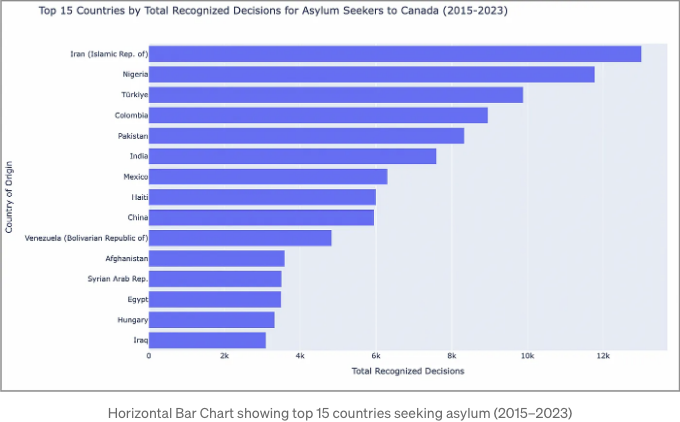 Top 15 Countries by Total Recognized Decisions for Asylum Seekers to Canada (2015-2023)
Country of Origin
Iran (Islamic Rep. of)
Nigeria
Türkiye
Colombia
Pakistan
India
Mexico
Haiti
China
Venezuela (Bolivarian Republic of)
Afghanistan
Syrian Arab Rep.
Egypt
Hungary
Iraq
0 2k 4k 6k 8k 10k 12k
Total Recognized Decisions
Horizontal Bar Chart showing top 15 countries seeking asylum (2015–2023)